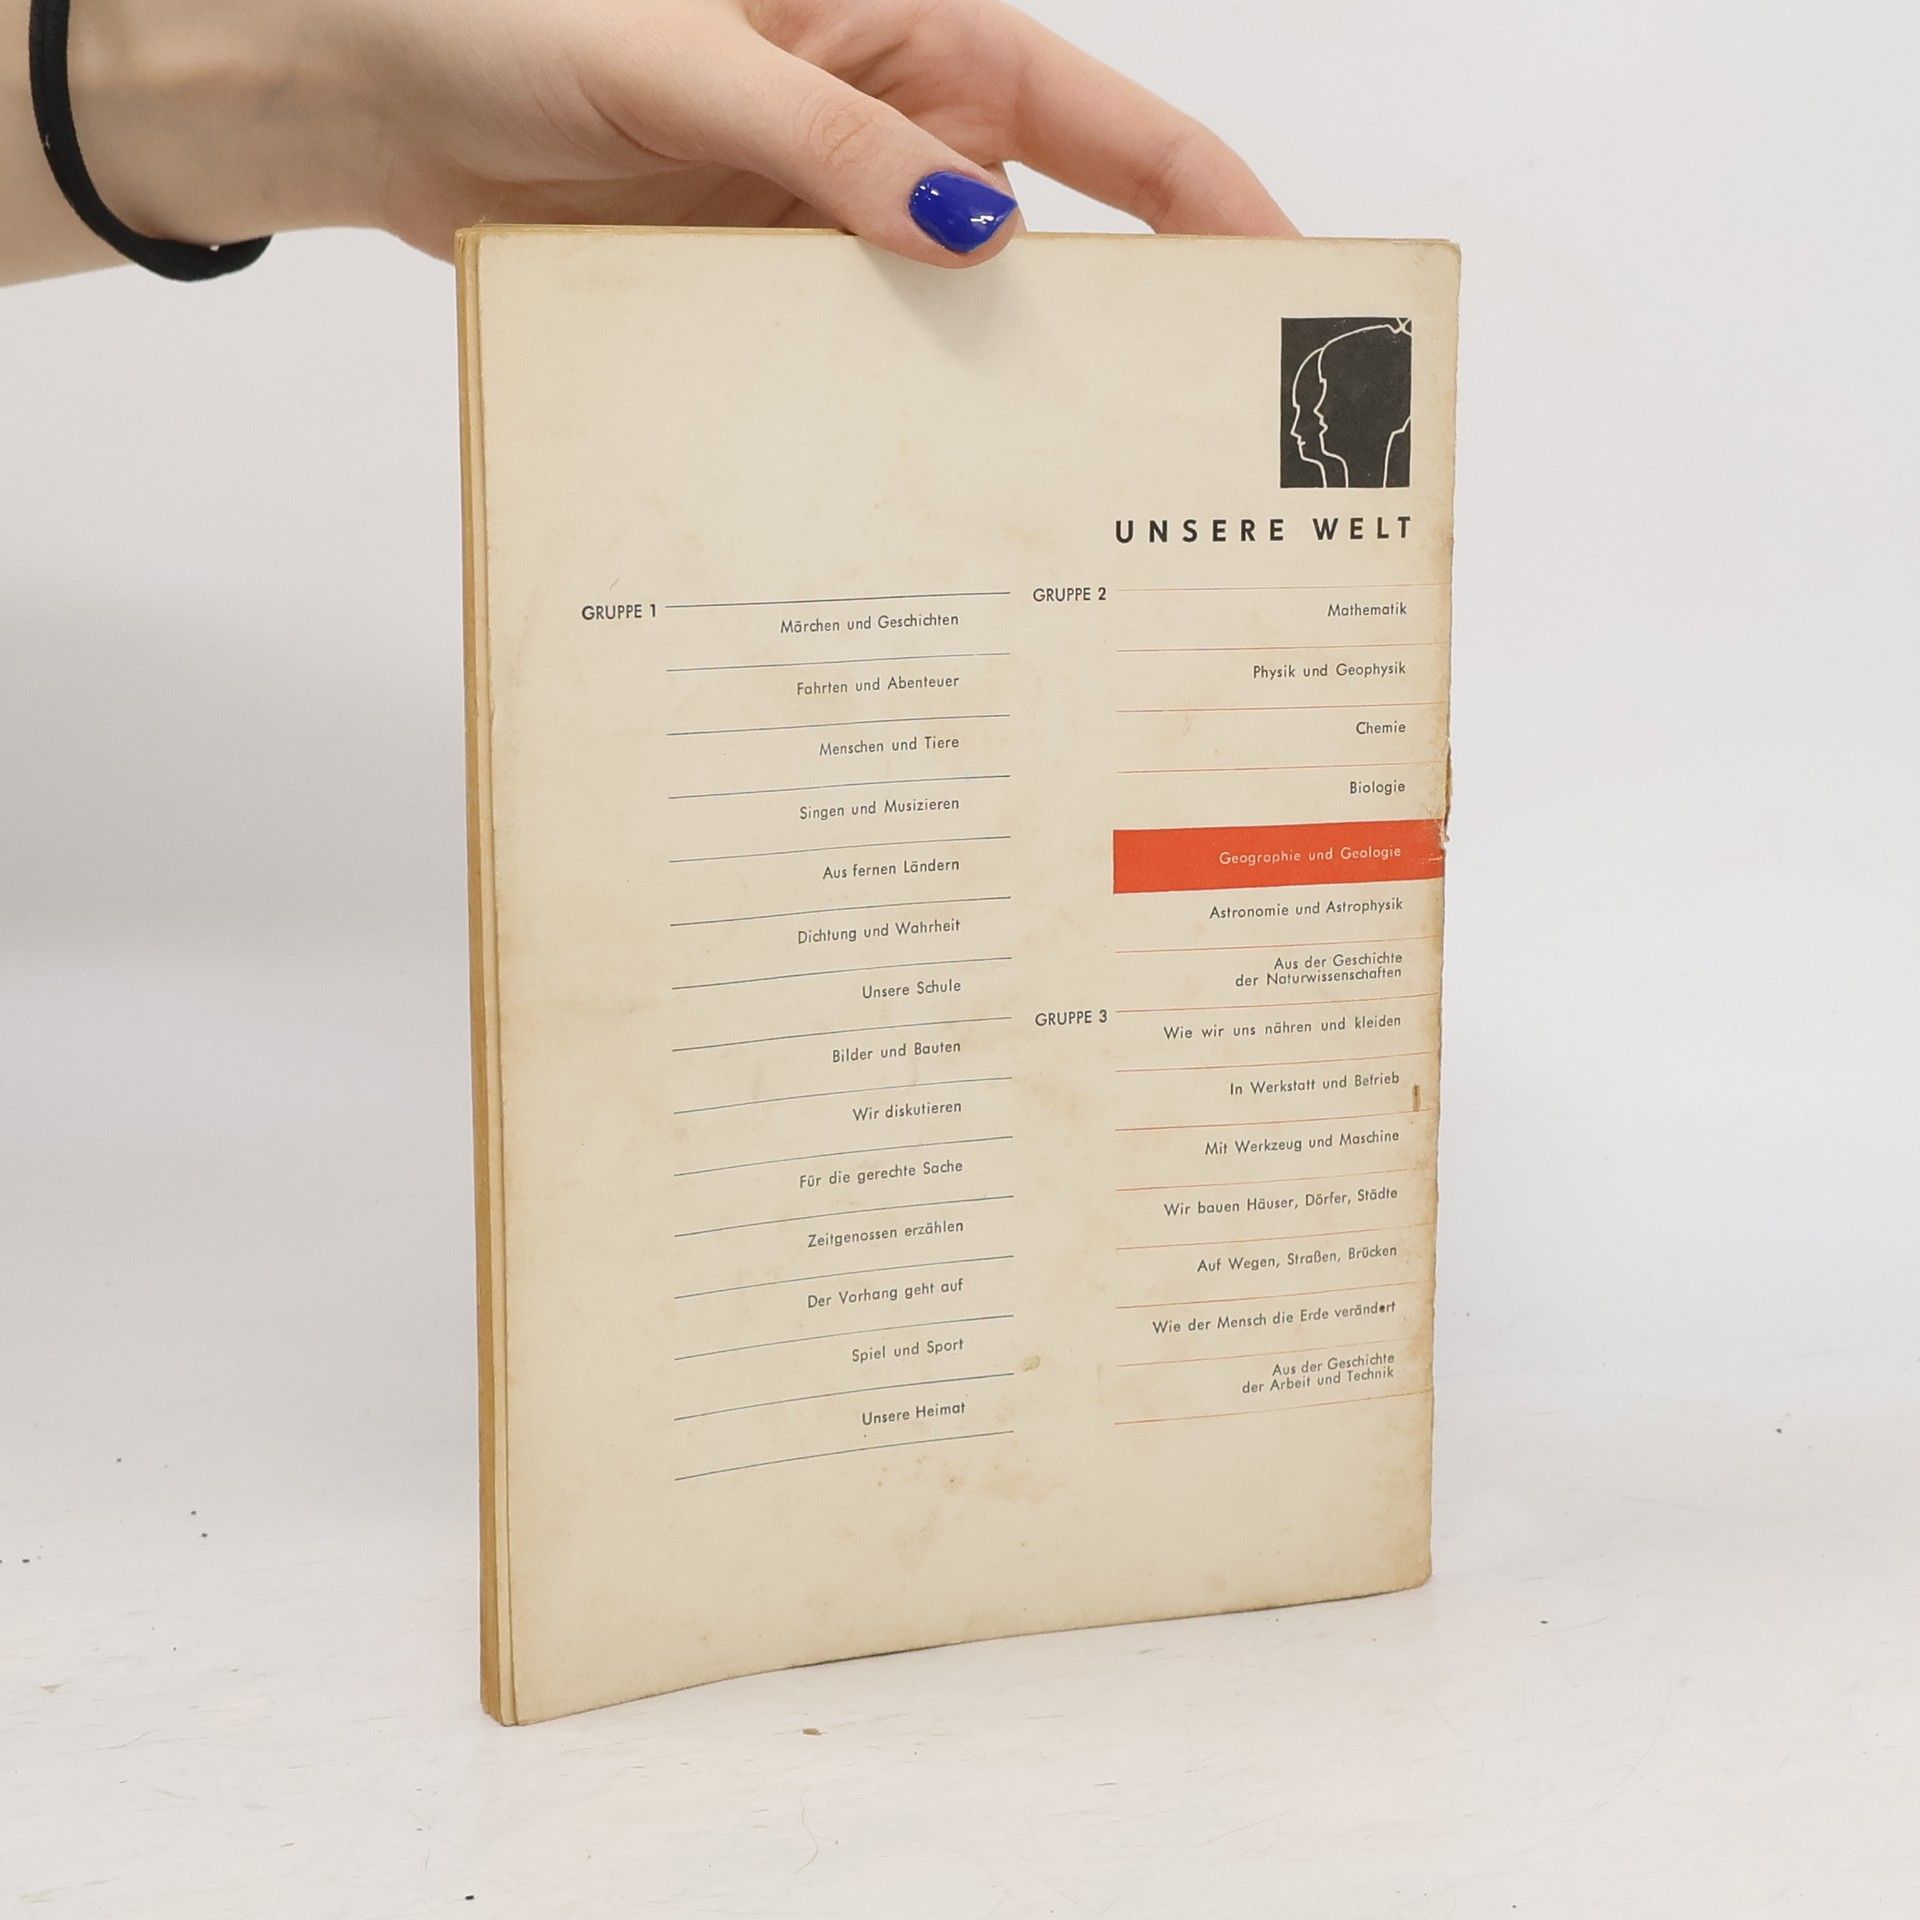 UNSERE WELT
GRUPPE 1
Märchen und Geschichten
Fahrten und Abenteuer
Menschen und Tiere
Singen und Musizieren
Aus fernen Ländern
Dichtung und Wahrheit
Unsere Schule
Bilder und Bauten
Wir diskutieren
Für die gerechte Sache
Zeitgenossen erzählen
Der Vorhang geht auf
Spiel und Sport
Unsere Heimat
GRUPPE 2
Mathematik
Physik und Geophysik
Chemie
Biologie
Geographie und Geologie
Astronomie und Astrophysik
Aus der Geschichte
der Naturwissenschaften
GRUPPE 3
Wie wir uns nähren und kleiden
In Werkstatt und Betrieb
Mit Werkzeug und Maschine
Wir bauen Häuser, Dörfer, Städte
Auf Wegen, Straßen, Brücken
Wie der Mensch die Erde verändert
Aus der Geschichte
der Arbeit und Technik